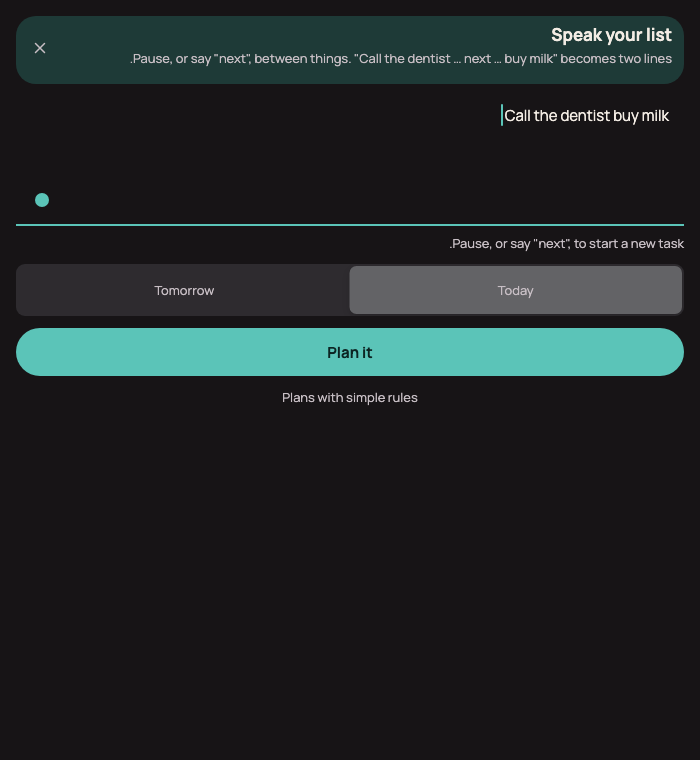 Speak your list
.Pause, or say "next", between things. "Call the dentist … next … buy milk" becomes two lines
Call the dentist buy milk
.Pause, or say "next", to start a new task
Today
Tomorrow
Plan it
Plans with simple rules